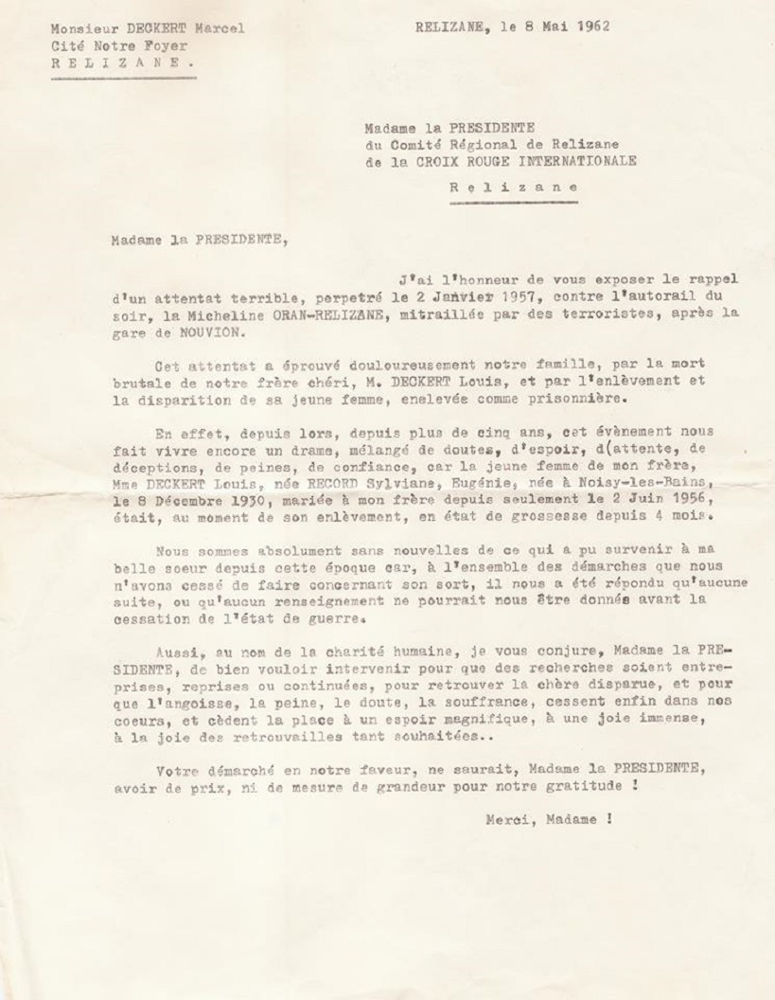 Monsieur DECKERT Marcel
Cité Notre Foyer
R E L I Z A N E .
RELIZANE, le 8 Mai 1962
Madame la PRESIDENTE
du Comité Régional de Relizane
de la CROIX ROUGE INTERNATIONALE
R e l i z a n e
Madame la PRESIDENTE,
J'ai l'honneur de vous exposer le rappel
d'un attentat terrible, perpetré le 2 Janvier 1957, contre l'autorail du
soir, la Micheline ORAN-RELIZANE, mitraillée par des terroristes, après la
gare de NOUVION.
Cet attentat a éprouvé douloureusement notre famille, par la mort
brutale de notre frère chéri, M. DECKERT Louis, et par l'enlèvement et
la disparition de sa jeune femme, enelevée comme prisonnière.
En effet, depuis lors, depuis plus de cinq ans, cet évènement nous
fait vivre encore un drame, mélangé de doutes, d'espoir, d(attente, de
déceptions, de peines, de confiance, car la jeune femme de mon frère,
Mme DECKERT Louis, née RECORD Sylviane, Eugénie, née à Noisy-les-Bains,
le 8 Décembre 1930, mariée à mon frère depuis seulement le 2 Juin 1956,
était, au moment de son enlèvement, en état de grossesse depuis 4 mois.
Nous sommes absolument sans nouvelles de ce qui a pu survenir à ma
belle soeur depuis cette époque car, à l'ensemble des démarches que nous
n'avons cessé de faire concernant son sort, il nous a été répondu qu'aucune
suite, ou qu'aucun renseignement ne pourrait nous être donnés avant la
cessation de l'état de guerre.
Aussi, au nom de la charité humaine, je vous conjure, Madame la PRE-
SIDENTE, de bien vouloir intervenir pour que des recherches soient entre-
prises, reprises ou continuées, pour retrouver la chère disparue, et pour
que l'angoisse, la peine, le doute, la souffrance, cessent enfin dans nos
coeurs, et cèdent la place à un espoir magnifique, à une joie immense,
à la joie des retrouvailles tant souhaitées..
Votre démarché en notre faveur, ne saurait, Madame la PRESIDENTE,
avoir de prix, ni de mesure de grandeur pour notre gratitude !
Merci, Madame !